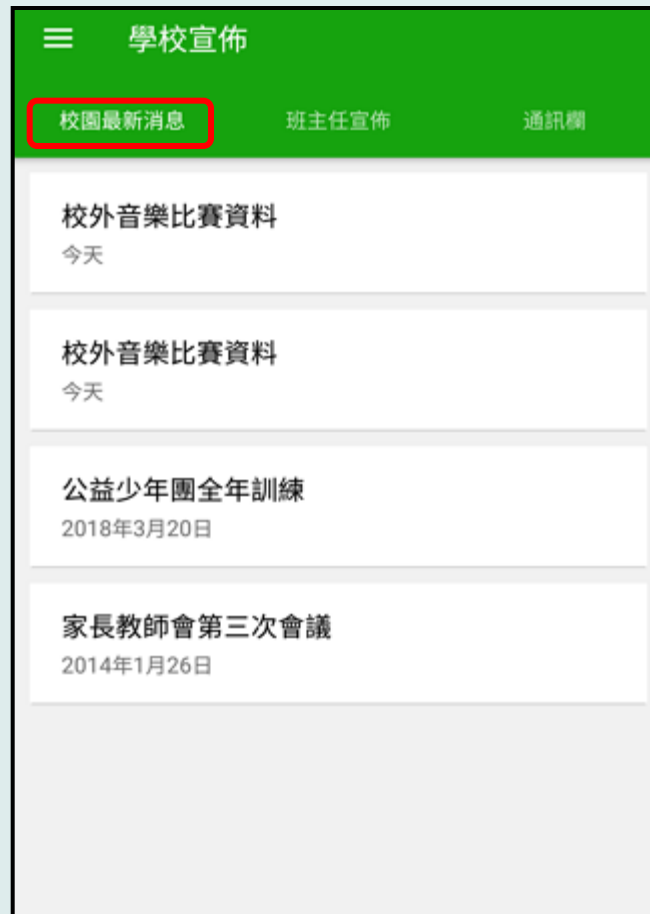 學校宣佈
校園最新消息 班主任宣佈 通訊欄
校外音樂比賽資料
今天
校外音樂比賽資料
今天
公益少年團全年訓練
2018年3月20日
家長教師會第三次會議
2014年1月26日